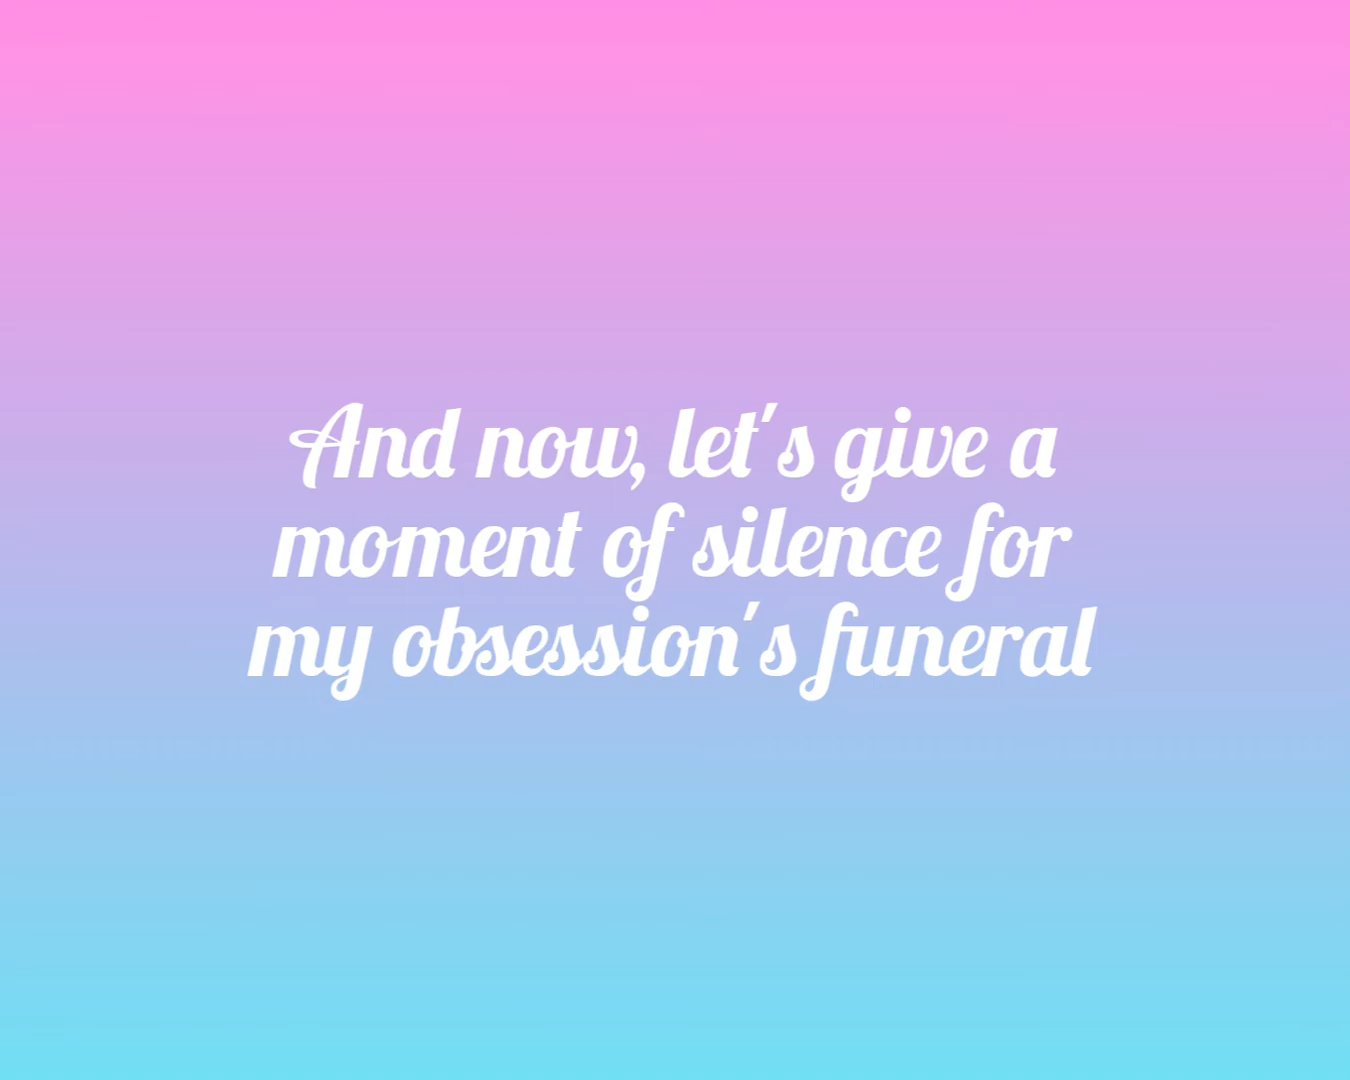 And now, let's give a
moment of silence for
my obsession's funeral